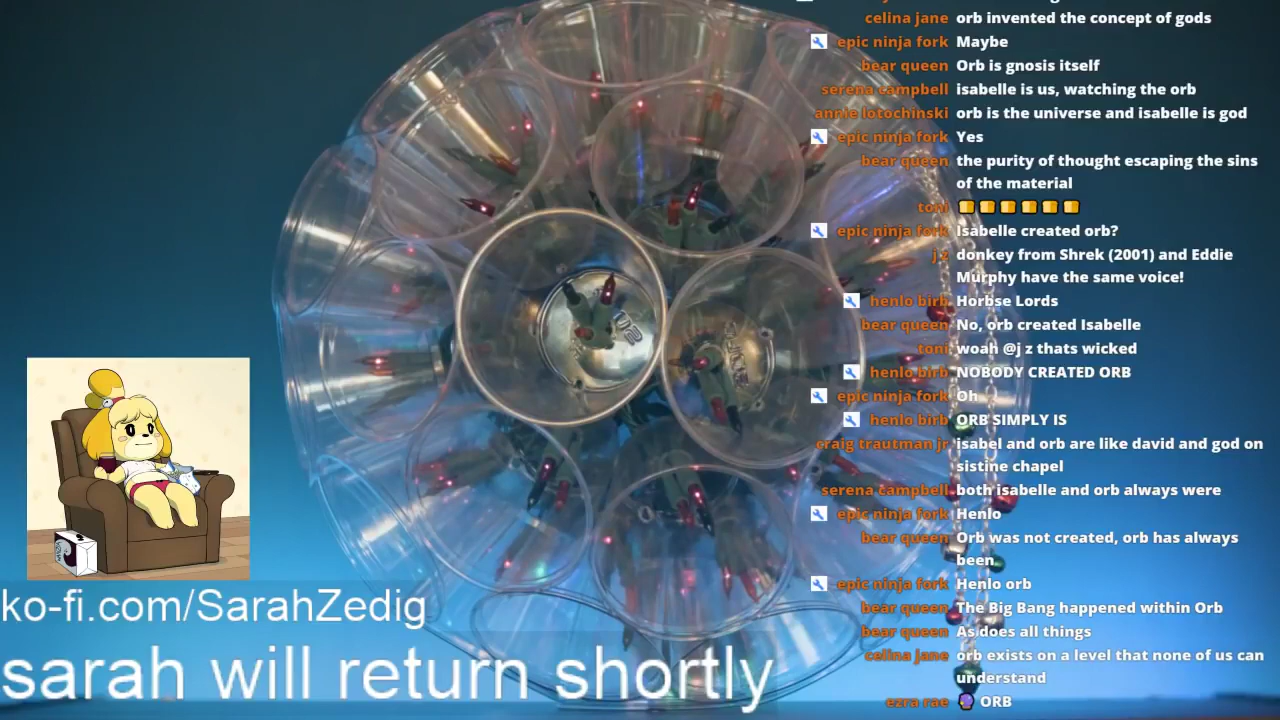 celina jane orb invented the concept of gods
epic ninja fork Maybe
bear queen Orb is gnosis itself
serena campbell isabelle is us, watching the orb
annie lotochinski orb is the universe and isabelle is god
epic ninja fork Yes
bear queen the purity of thought escaping the sins
of the material
toni
epic ninja fork Isabelle created orb?
j z donkey from Shrek (2001) and Eddie
Murphy have the same voice!
henlo birb Horbse Lords
bear queen No, orb created Isabelle
toni woah @j z thats wicked
henlo birb NOBODY CREATED ORB
epic ninja fork Oh
henlo birb ORB SIMPLY IS
craig trautman jr isabel and orb are like david and god on
sistine chapel
serena campbell both isabelle and orb always were
epic ninja fork Henlo
bear queen Orb was not created, orb has always
been
epic ninja fork Henlo orb
bear queen The Big Bang happened within Orb
bear queen As does all things
celina jane orb exists on a level that none of us can
understand
ezra rae ORB
ko-fi.com/SarahZedig
sarah will return shortly